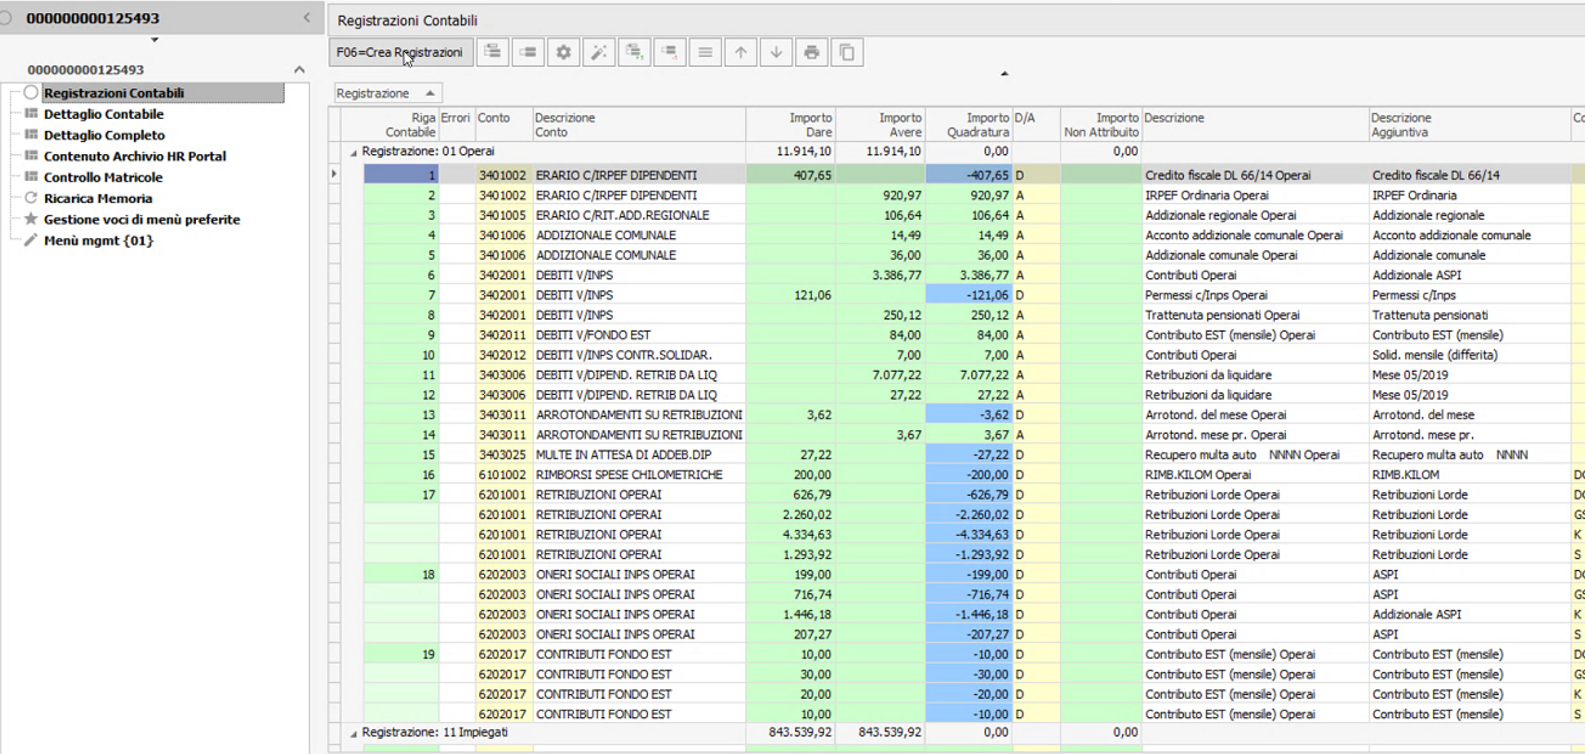 000000000125493
000000000125493
Registrazioni Contabili
Dettaglio Contabile
Dettaglio Completo
Contenuto Archivio HR Portal
Controllo Matricole
Ricarica Memoria
Gestione voci di menù preferite
Menù mgmt {01}
Registrazioni Contabili
F06=Crea Registrazioni
Registrazione
Riga Contabile Errori Conto Descrizione Conto Importo Dare Importo Avere Importo Quadratura D/A Importo Non Attribuito Descrizione Descrizione Aggiuntiva
Registrazione: 01 Operai 11.914,10 11.914,10 0,00 0,00
1 3401002 ERARIO C/IRPEF DIPENDENTI 407,65 -407,65 D Credito fiscale DL 66/14 Operai Credito fiscale DL 66/14
2 3401002 ERARIO C/IRPEF DIPENDENTI 920,97 920,97 A IRPEF Ordinaria Operai IRPEF Ordinaria
3 3401005 ERARIO C/RIT.ADD.REGIONALE 106,64 106,64 A Addizionale regionale Operai Addizionale regionale
4 3401006 ADDIZIONALE COMUNALE 14,49 14,49 A Acconto addizionale comunale Operai Acconto addizionale comunale
5 3401006 ADDIZIONALE COMUNALE 36,00 36,00 A Addizionale comunale Operai Addizionale comunale
6 3402001 DEBITI V/INPS 3.386,77 3.386,77 A Contributi Operai Addizionale ASPI
7 3402001 DEBITI V/INPS 121,06 -121,06 D Permessi c/Inps Operai Permessi c/Inps
8 3402001 DEBITI V/INPS 250,12 250,12 A Trattenuta pensionati Operai Trattenuta pensionati
9 3402011 DEBITI V/FONDO EST 84,00 84,00 A Contributo EST (mensile) Operai Contributo EST (mensile)
10 3402012 DEBITI V/INPS CONTR.SOLIDAR. 7,00 7,00 A Contributi Operai Solid. mensile (differita)
11 3403006 DEBITI V/DIPEND. RETRIB DA LIQ 7.077,22 7.077,22 A Retribuzioni da liquidare Mese 05/2019
12 3403006 DEBITI V/DIPEND. RETRIB DA LIQ 27,22 27,22 A Retribuzioni da liquidare Mese 05/2019
13 3403011 ARROTONDAMENTI SU RETRIBUZIONI 3,62 -3,62 D Arrotond. del mese Operai Arrotond. del mese
14 3403011 ARROTONDAMENTI SU RETRIBUZIONI 3,67 3,67 A Arrotond. mese pr. Operai Arrotond. mese pr.
15 3403025 MULTE IN ATTESA DI ADDEB.DIP 27,22 -27,22 D Recupero multa auto NNNN Operai Recupero multa auto NNNN
16 6101002 RIMBORSI SPESE CHILOMETRICHE 200,00 -200,00 D RIMB.KILOM Operai RIMB.KILOM
17 6201001 RETRIBUZIONI OPERAI 626,79 -626,79 D Retribuzioni Lorde Operai Retribuzioni Lorde
6201001 RETRIBUZIONI OPERAI 2.260,02 -2.260,02 D Retribuzioni Lorde Operai Retribuzioni Lorde
6201001 RETRIBUZIONI OPERAI 4.334,63 -4.334,63 D Retribuzioni Lorde Operai Retribuzioni Lorde K
6201001 RETRIBUZIONI OPERAI 1.293,92 -1.293,92 D Retribuzioni Lorde Operai Retribuzioni Lorde S
18 6202003 ONERI SOCIALI INPS OPERAI 199,00 -199,00 D Contributi Operai ASPI
6202003 ONERI SOCIALI INPS OPERAI 716,74 -716,74 D Contributi Operai ASPI
6202003 ONERI SOCIALI INPS OPERAI 1.446,18 -1.446,18 D Contributi Operai Addizionale ASPI K
6202003 ONERI SOCIALI INPS OPERAI 207,27 -207,27 D Contributi Operai ASPI S
19 6202017 CONTRIBUTI FONDO EST 10,00 -10,00 D Contributo EST (mensile) Operai Contributo EST (mensile)
6202017 CONTRIBUTI FONDO EST 30,00 -30,00 D Contributo EST (mensile) Operai Contributo EST (mensile)
6202017 CONTRIBUTI FONDO EST 20,00 -20,00 D Contributo EST (mensile) Operai Contributo EST (mensile) K
6202017 CONTRIBUTI FONDO EST 10,00 -10,00 D Contributo EST (mensile) Operai Contributo EST (mensile) S
Registrazione: 11 Impiegati 843.539,92 843.539,92 0,00 0,00